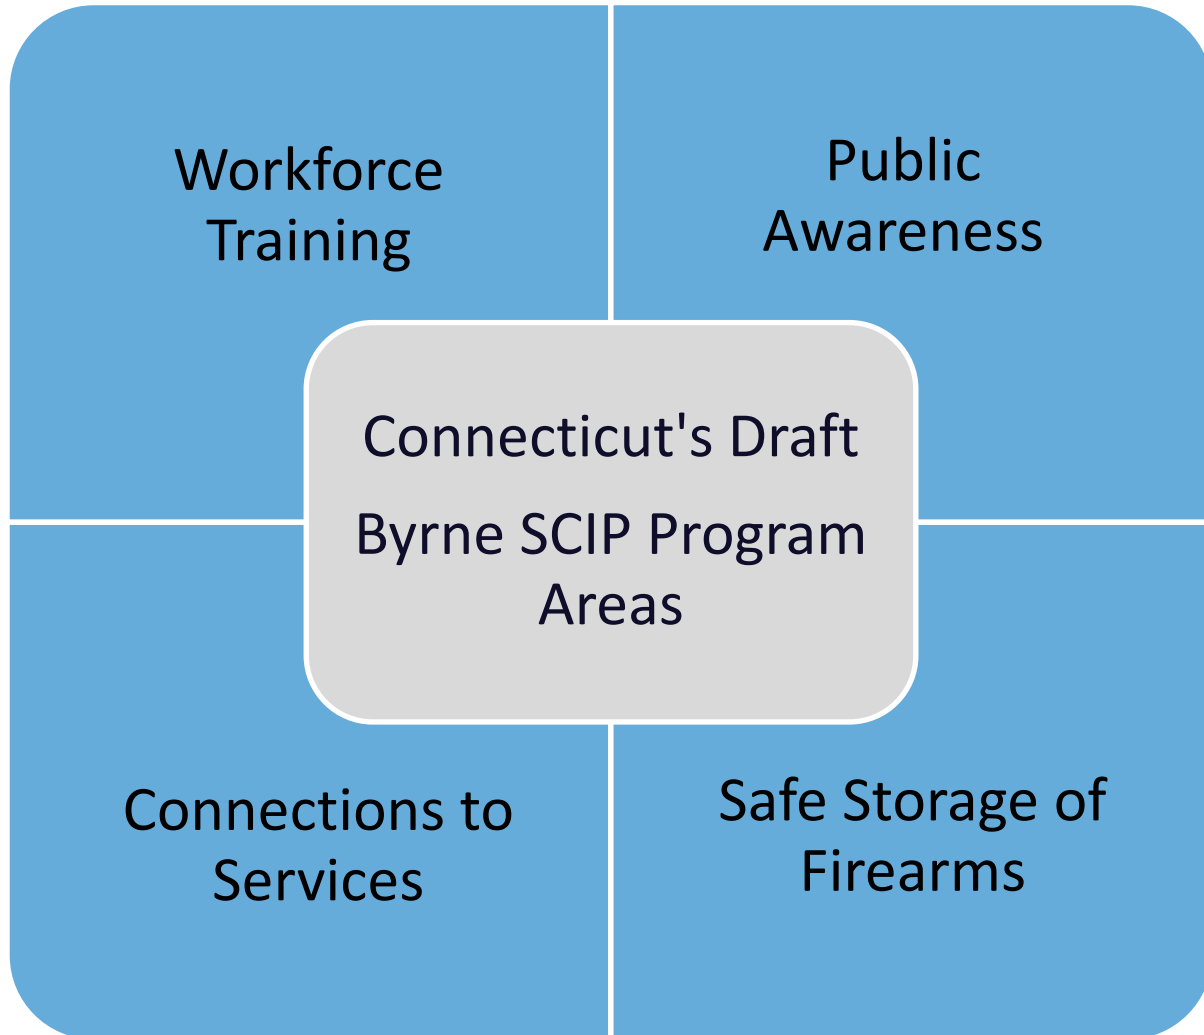 Workforce
Training
Public
Awareness
Connecticut's Draft
Byrne SCIP Program
Areas
Connections to
Services
Safe Storage of
Firearms